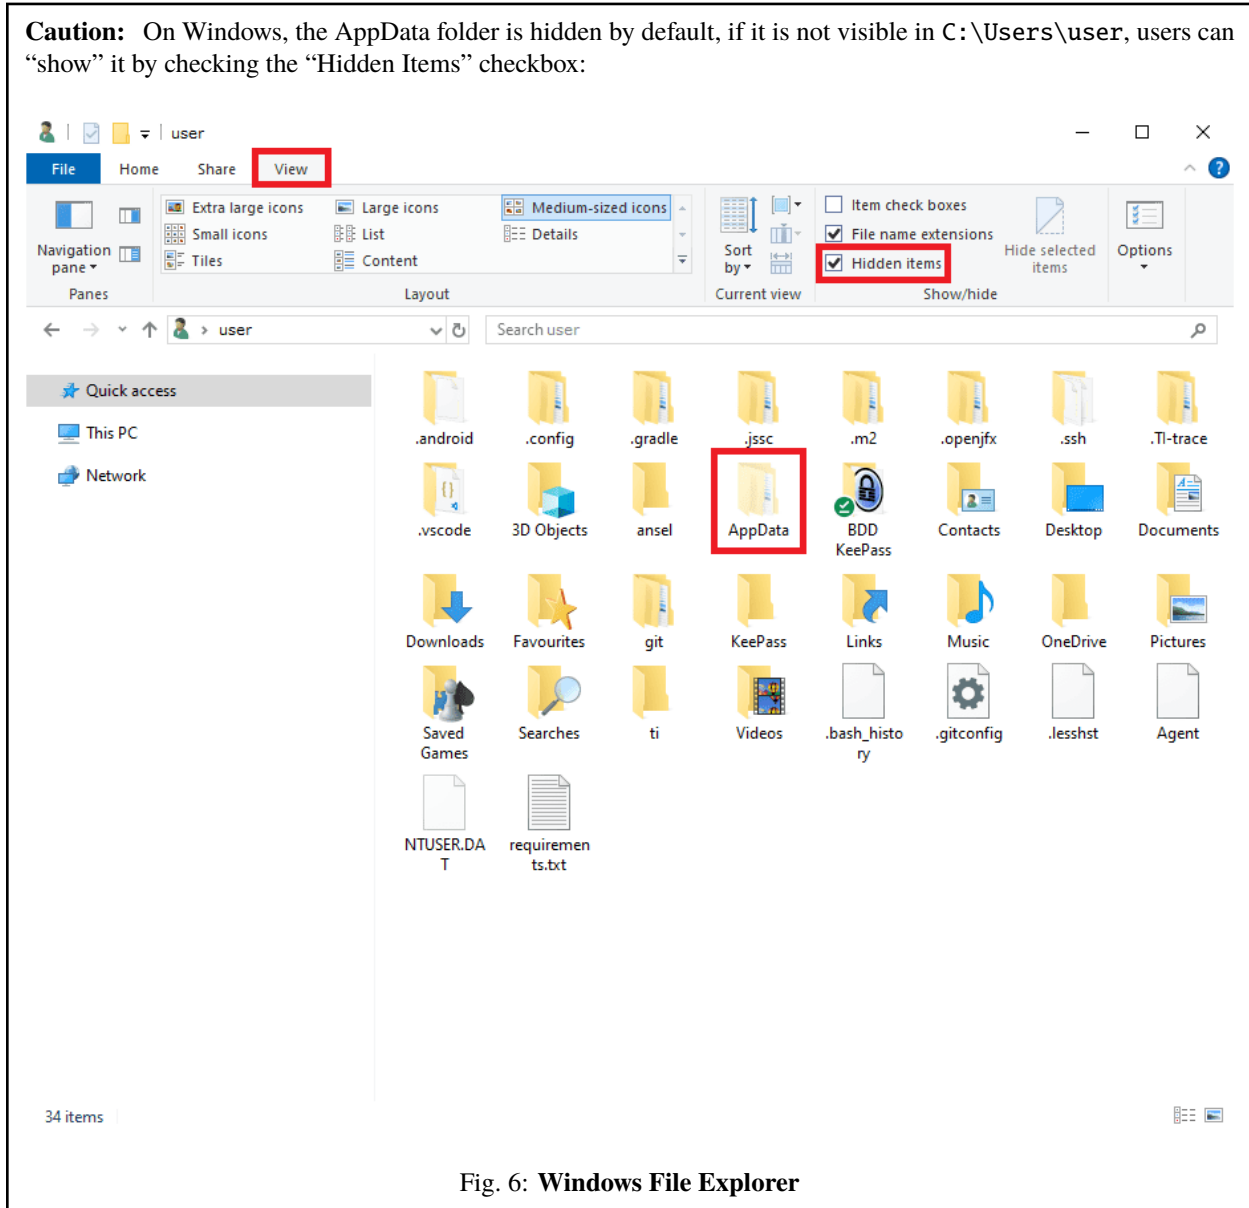 Caution: On Windows, the AppData folder is hidden by default, if it is not visible in C:\Users\user, users can
“show” it by checking the “Hidden Items” checkbox:
user
File Home Share View
Navigation pane
Panes
Extra large icons Large icons Medium-sized icons
Small icons List Details
Tiles Content
Layout
Sort by
Current view
Item check boxes
File name extensions
Hidden items
Hide selected items
Show/hide
Options
user
Search user
Quick access
This PC
Network
.android .config .gradle .jssc .m2 .openjfx .ssh .TI-trace
.vscode 3D Objects ansel AppData BDD KeePass Contacts Desktop Documents
Downloads Favourites git KeePass Links Music OneDrive Pictures
Saved Games Searches ti Videos .bash_history .gitconfig .lesshst Agent
NTUSER.DAT requirements.txt
34 items
Fig. 6: Windows File Explorer